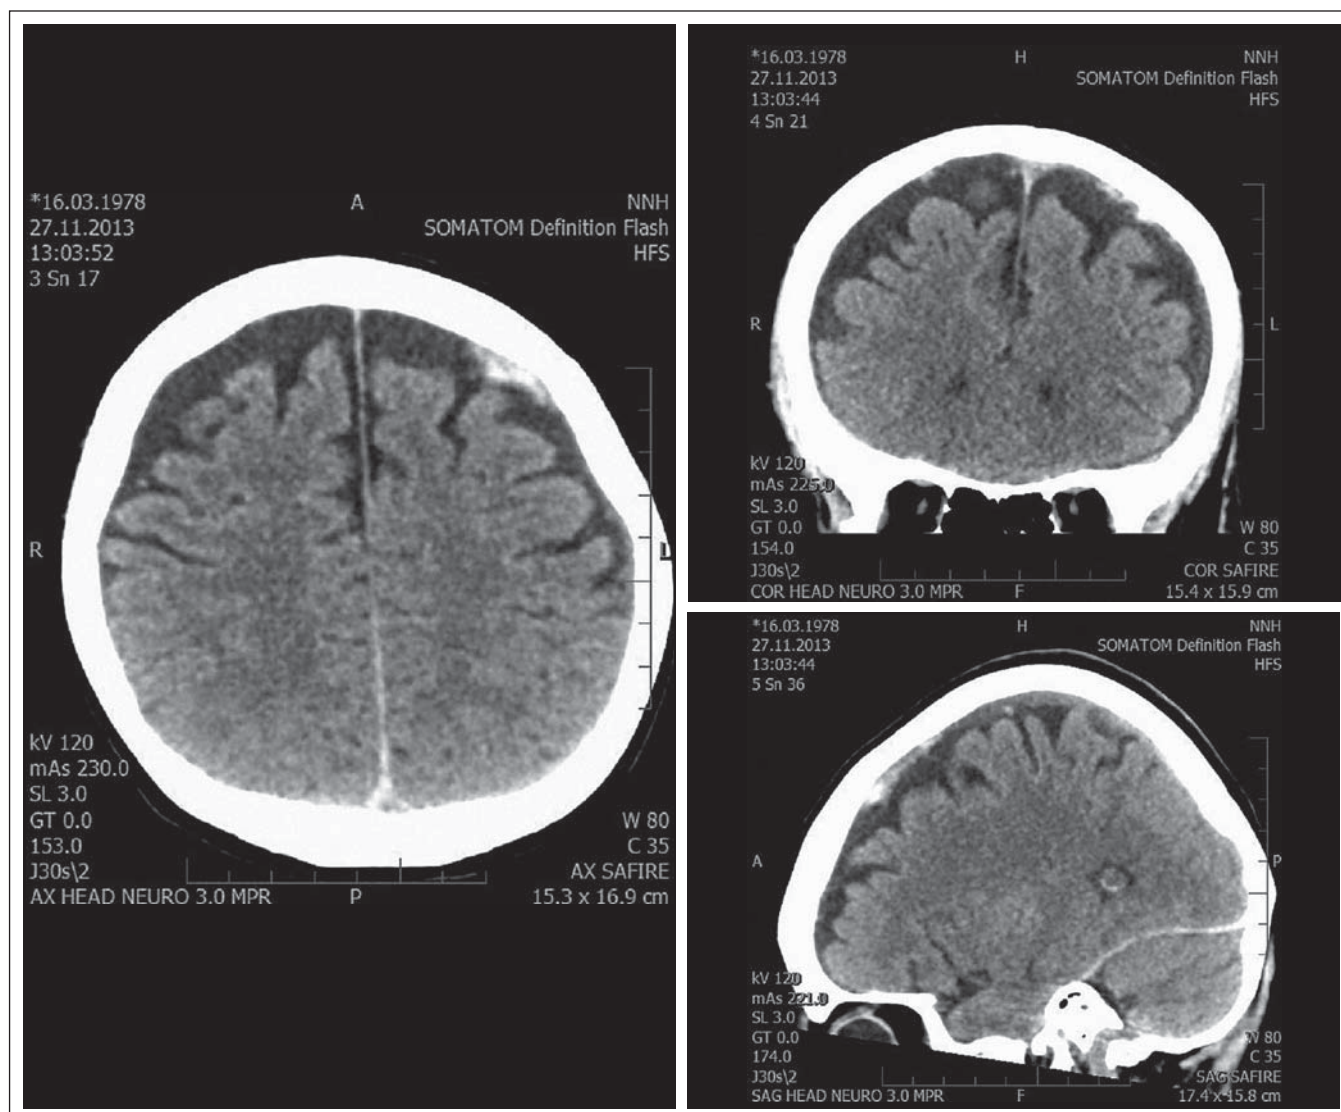 *16.03.1978
27.11.2013
13:03:52
3 Sn 17
A
NNH
SOMATOM Definition Flash
HFS
R
L
kV 120
mAs 230.0
SL 3.0
GT 0.0
153.0
J30s\2
AX HEAD NEURO 3.0 MPR
P
W 80
C 35
AX SAFIRE
15.3 x 16.9 cm
*16.03.1978
27.11.2013
13:03:44
4 Sn 21
H
NNH
SOMATOM Definition Flash
HFS
R
L
kV 120
mAs 225.0
SL 3.0
GT 0.0
154.0
J30s\2
COR HEAD NEURO 3.0 MPR
F
W 80
C 35
COR SAFIRE
15.4 x 15.9 cm
*16.03.1978
27.11.2013
13:03:44
5 Sn 36
H
NNH
SOMATOM Definition Flash
HFS
A
P
kV 120
mAs 221.0
SL 3.0
GT 0.0
174.0
J30s\2
SAG HEAD NEURO 3.0 MPR
F
W 80
C 35
SAG SAFIRE
17.4 x 15.8 cm